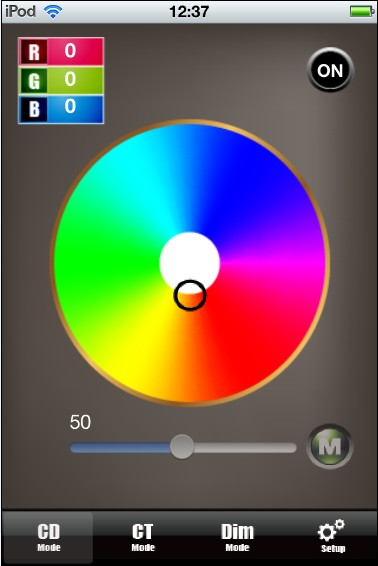 iPod 12:37
R 0
G 0
B 0
ON
50
M
CD CT Dim
Mode Mode Mode Setup